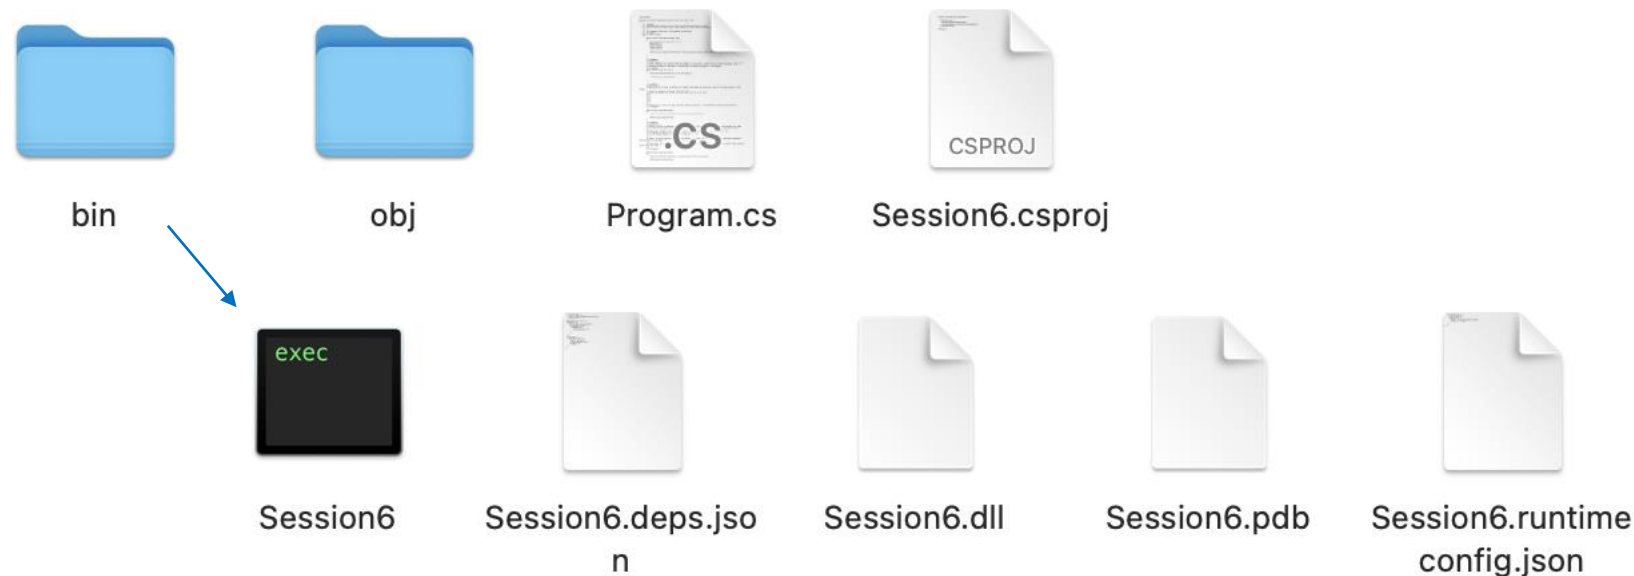 .CS
CSPROJ
bin
obj
Program.cs
Session6.csproj
exec
Session6
Session6.deps.jso
n
Session6.dll
Session6.pdb
Session6.runtime
config.json